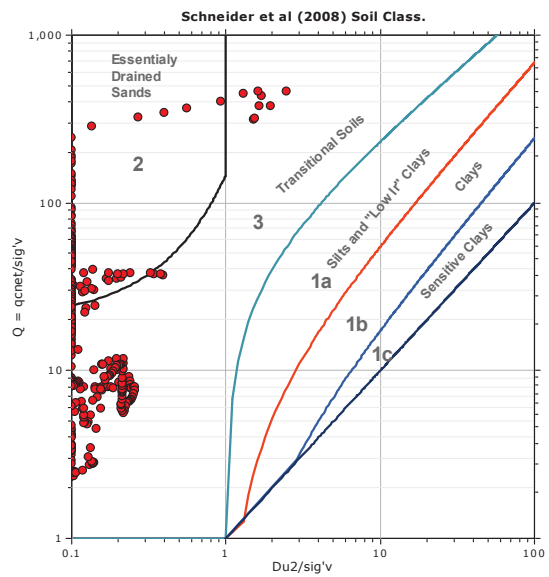 Schneider et al (2008) Soil Class.
1,000
Essentialy
Drained
Sands
2
Transitional Soils
Silts and "Low Ir" Clays
Clays
3
100
Sensitive Clays
1a
Q = qcnet/sig'v
1b
1c
10
1
0.1
1
10
100
Du2/sig'v